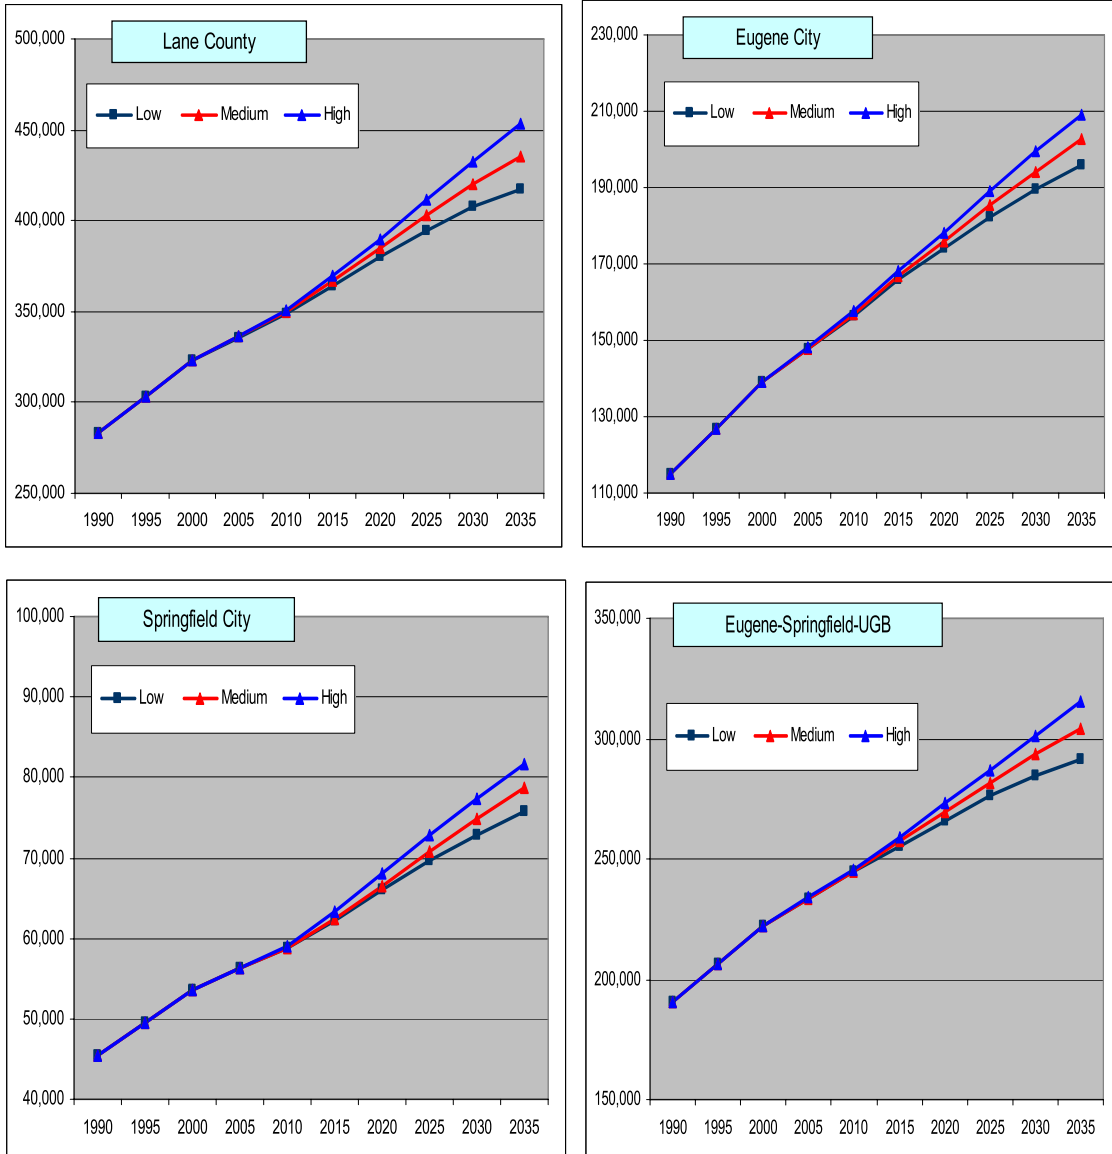 Lane County
Low Medium High
500,000
450,000
400,000
350,000
300,000
250,000
1990 1995 2000 2005 2010 2015 2020 2025 2030 2035
Eugene City
Low Medium High
230,000
210,000
190,000
170,000
150,000
130,000
110,000
1990 1995 2000 2005 2010 2015 2020 2025 2030 2035
Springfield City
Low Medium High
100,000
90,000
80,000
70,000
60,000
50,000
40,000
1990 1995 2000 2005 2010 2015 2020 2025 2030 2035
Eugene-Springfield-UGB
Low Medium High
350,000
300,000
250,000
200,000
150,000
1990 1995 2000 2005 2010 2015 2020 2025 2030 2035